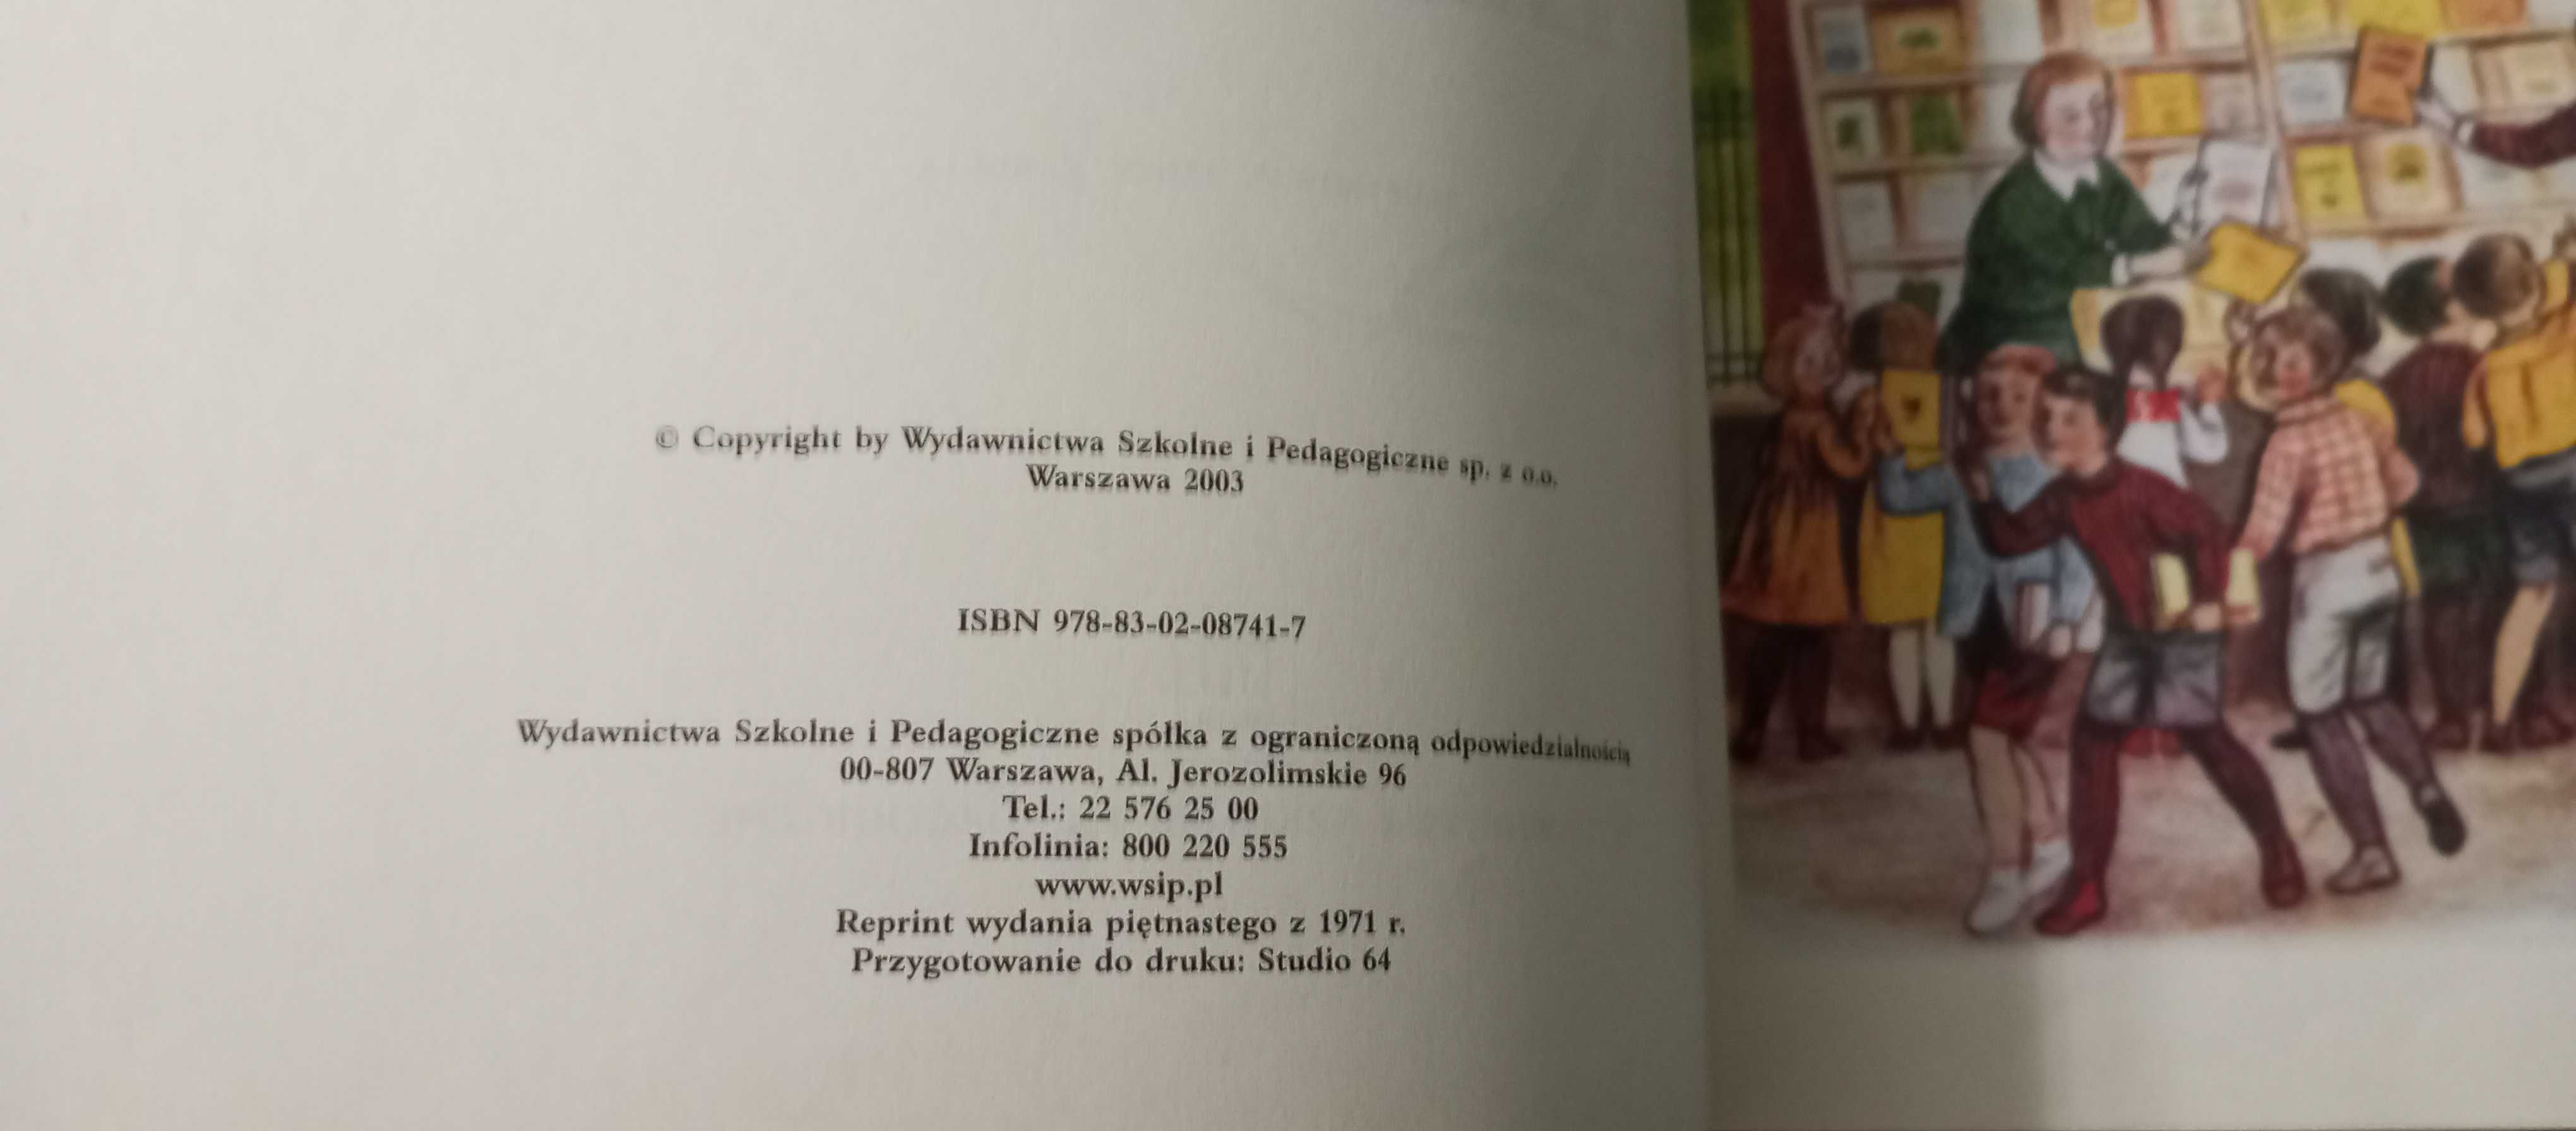 © Copyright by Wydawnictwa Szkolne i Pedagogiczne sp. z o.o.
Warszawa 2003
ISBN 978-83-02-08741-7
Wydawnictwa Szkolne i Pedagogiczne spółka z ograniczoną odpowiedzialnością
00-807 Warszawa, Al. Jerozolimskie 96
Tel.: 22 576 25 00
Infolinia: 800 220 555
www.wsip.pl
Reprint wydania piętnastego z 1971 r.
Przygotowanie do druku: Studio 64